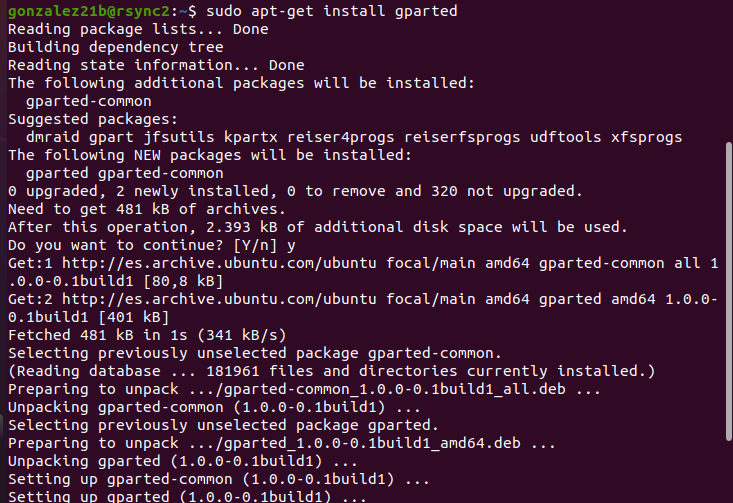 gonzalez21b@rsync2:~$ sudo apt-get install gparted
Reading package lists... Done
Building dependency tree
Reading state information... Done
The following additional packages will be installed:
  gparted-common
Suggested packages:
  dmraid gpart jfsutils kpartx reiser4progs reiserfsprogs udftools xfsprogs
The following NEW packages will be installed:
  gparted gparted-common
0 upgraded, 2 newly installed, 0 to remove and 320 not upgraded.
Need to get 481 kB of archives.
After this operation, 2.393 kB of additional disk space will be used.
Do you want to continue? [Y/n] y
Get:1 http://es.archive.ubuntu.com/ubuntu focal/main amd64 gparted-common all 1
.0.0-0.1build1 [80,8 kB]
Get:2 http://es.archive.ubuntu.com/ubuntu focal/main amd64 gparted amd64 1.0.0-
0.1build1 [401 kB]
Fetched 481 kB in 1s (341 kB/s)
Selecting previously unselected package gparted-common.
(Reading database ... 181961 files and directories currently installed.)
Preparing to unpack .../gparted-common_1.0.0-0.1build1_all.deb ...
Unpacking gparted-common (1.0.0-0.1build1) ...
Selecting previously unselected package gparted.
Preparing to unpack .../gparted_1.0.0-0.1build1_amd64.deb ...
Unpacking gparted (1.0.0-0.1build1) ...
Setting up gparted-common (1.0.0-0.1build1) ...
Setting up gparted (1.0.0-0.1build1) ...